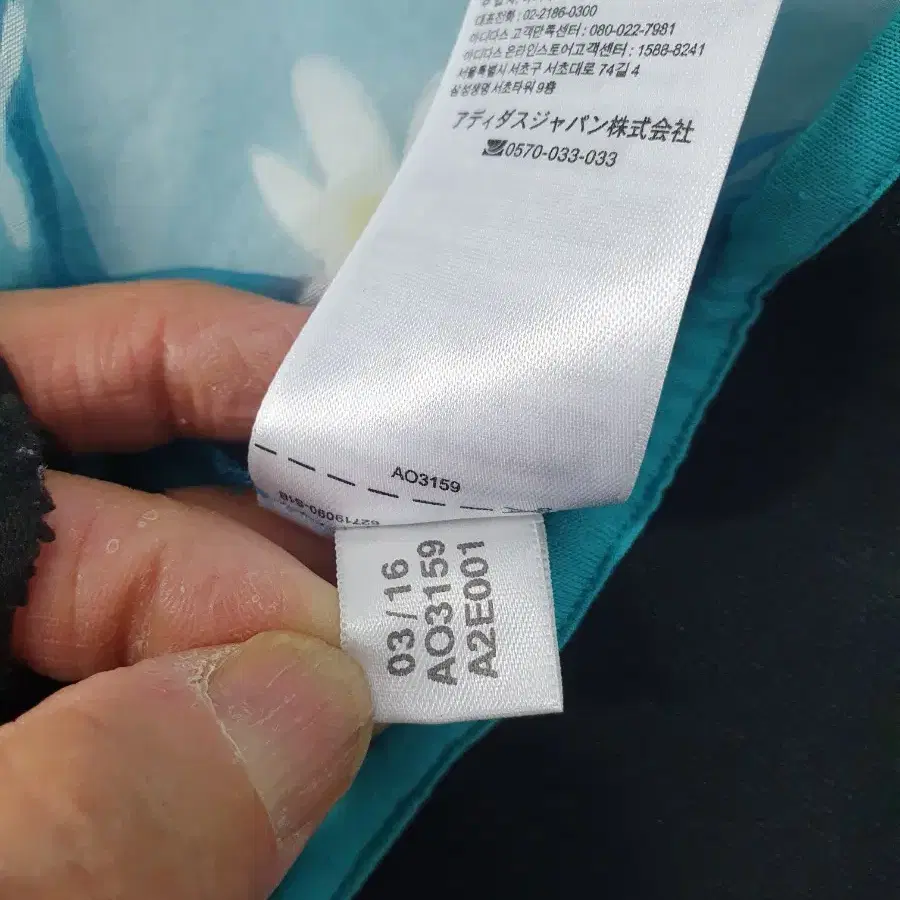 대표전화 : 02-2186-0300
아디다스 고객만족센터 : 080-022-7981
아디다스 온라인스토어고객센터 : 1588-8241
서울특별시 서초구 서초대로 74길 4
삼성생명 서초타워 9층
アディダスジャパン株式会社
0570-033-033
AO3159
62719090-S1B
03/16
AO3159
A2E001